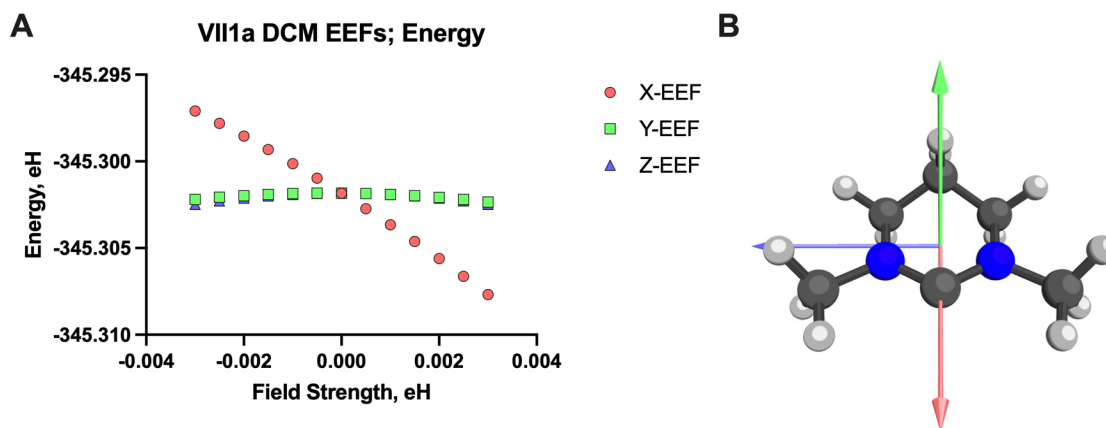 A
VII1a DCM EEFs; Energy
-345.295
-345.300
-345.305
-345.310
Energy, eH
-0.004
-0.002
0.000
0.002
0.004
Field Strength, eH
X-EEF
Y-EEF
Z-EEF
B